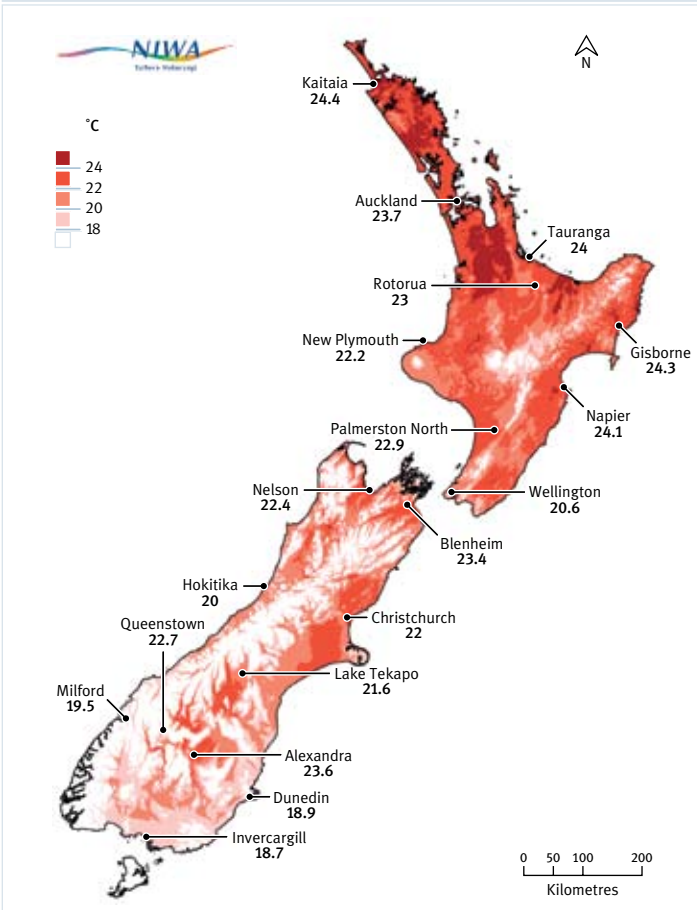 NIWA
Taihoro Nukurangi
N
°C
24
22
20
18
Kaitaia
24.4
Auckland
23.7
Tauranga
24
Rotorua
23
New Plymouth
22.2
Gisborne
24.3
Napier
24.1
Palmerston North
22.9
Nelson
22.4
Wellington
20.6
Blenheim
23.4
Hokitika
20
Christchurch
22
Queenstown
22.7
Lake Tekapo
21.6
Milford
19.5
Alexandra
23.6
Dunedin
18.9
Invercargill
18.7
0 50 100 200
Kilometres